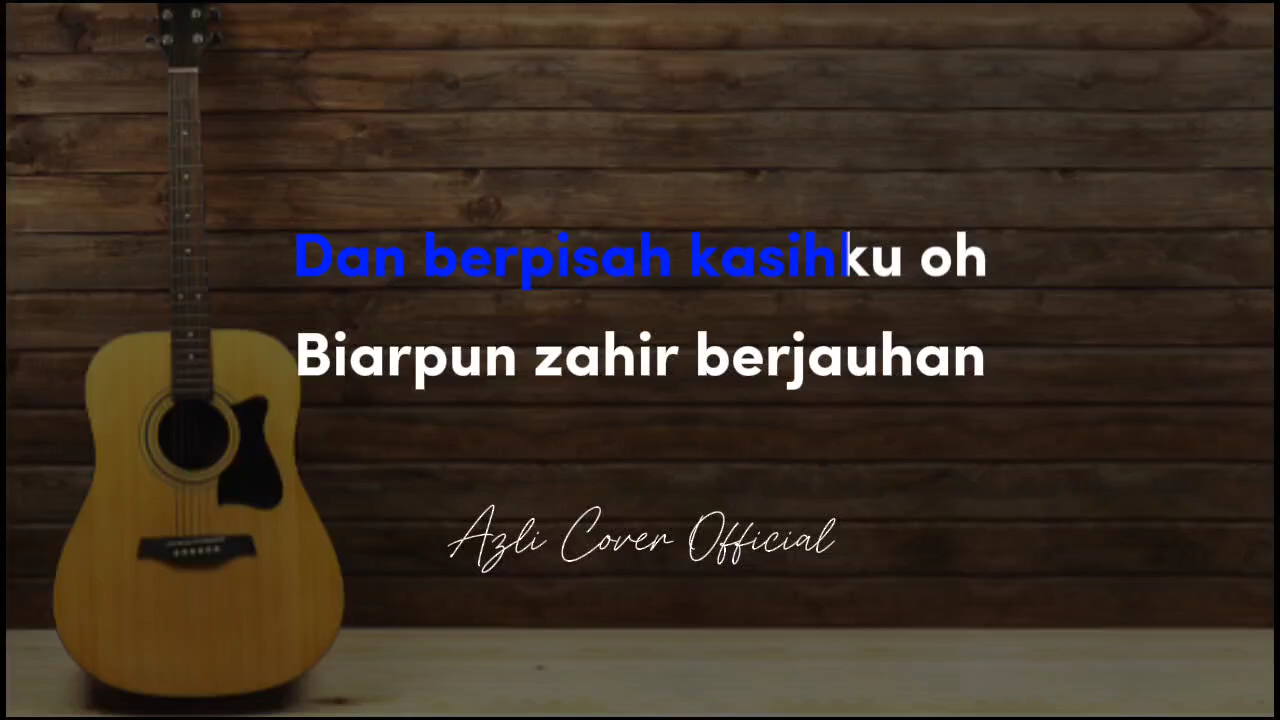 Dan berpisah kasihku oh
Biarpun zahir berjauhan
Azli Cover Official